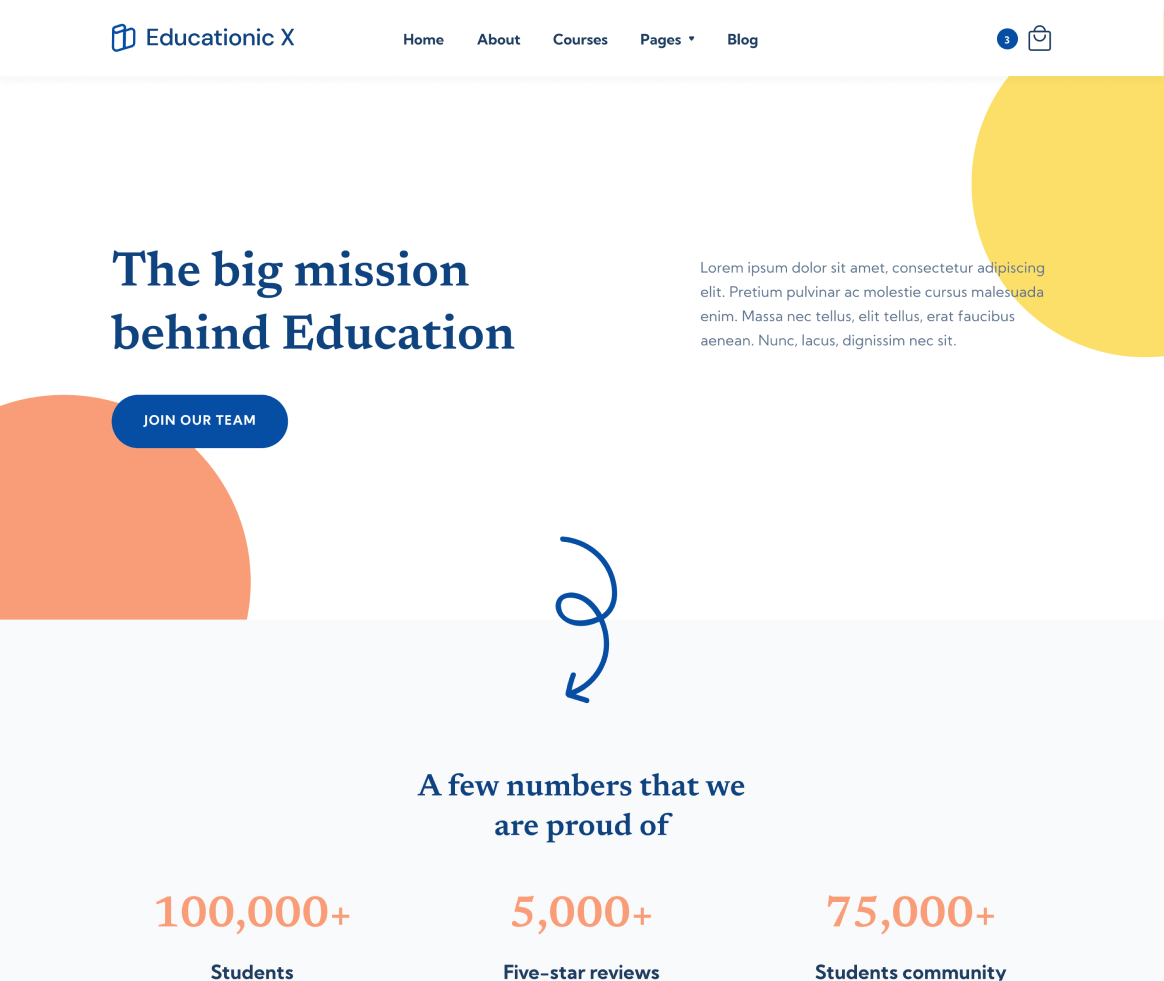 Educationic X
Home About Courses Pages Blog
3
The big mission
behind Education
Lorem ipsum dolor sit amet, consectetur adipiscing
elit. Pretium pulvinar ac molestie cursus malesuada
enim. Massa nec tellus, elit tellus, erat faucibus
aenean. Nunc, lacus, dignissim nec sit.
JOIN OUR TEAM
A few numbers that we
are proud of
100,000+
Students
5,000+
Five-star reviews
75,000+
Students community